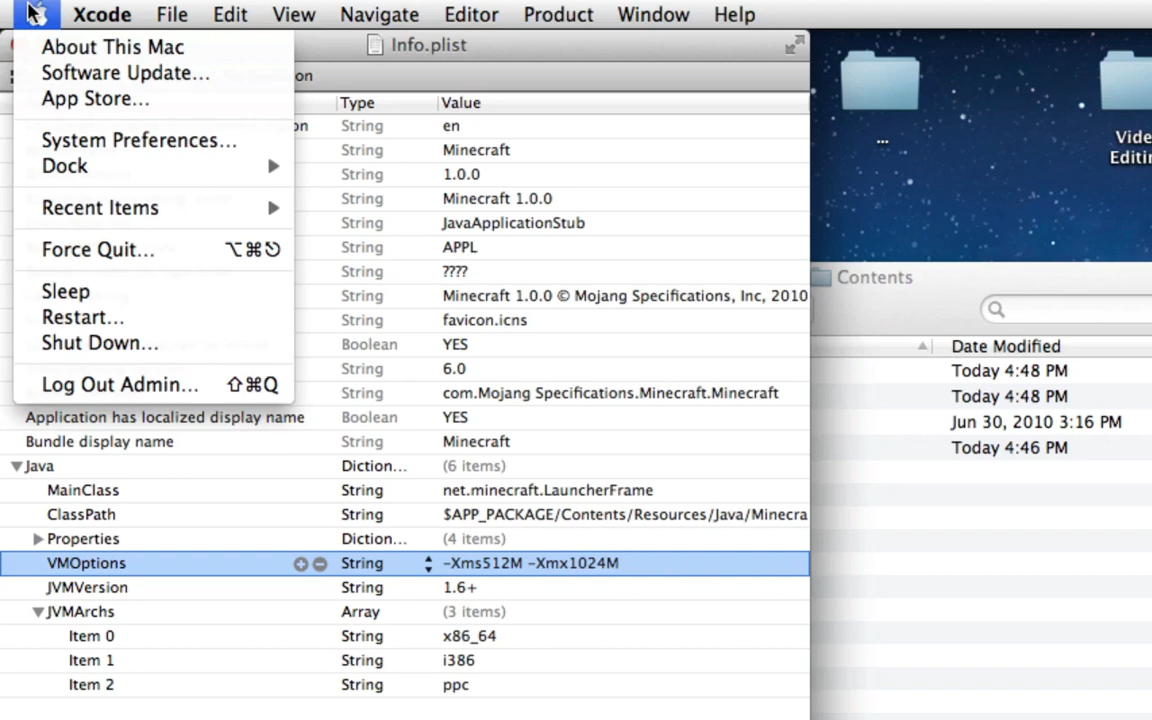 Xcode File Edit View Navigate Editor Product Window Help
About This Mac
Software Update...
App Store...
System Preferences...
Dock
Recent Items
Force Quit... ⌥⌘⎋
Sleep
Restart...
Shut Down...
Log Out Admin... ⇧⌘Q
Info.plist
on
Type Value
on String en
String Minecraft
String 1.0.0
String Minecraft 1.0.0
String JavaApplicationStub
String APPL
String ????
String Minecraft 1.0.0 © Mojang Specifications, Inc, 2010
String favicon.icns
Boolean YES
String 6.0
String com.Mojang Specifications.Minecraft.Minecraft
Application has localized display name Boolean YES
Bundle display name String Minecraft
Java Diction... (6 items)
MainClass String net.minecraft.LauncherFrame
ClassPath String $APP_PACKAGE/Contents/Resources/Java/Minecra
Properties Diction... (4 items)
VMOptions String -Xms512M -Xmx1024M
JVMVersion String 1.6+
JVMArchs Array (3 items)
Item 0 String x86_64
Item 1 String i386
Item 2 String ppc
...
Vide
Editin
Contents
Date Modified
Today 4:48 PM
Today 4:48 PM
Jun 30, 2010 3:16 PM
Today 4:46 PM